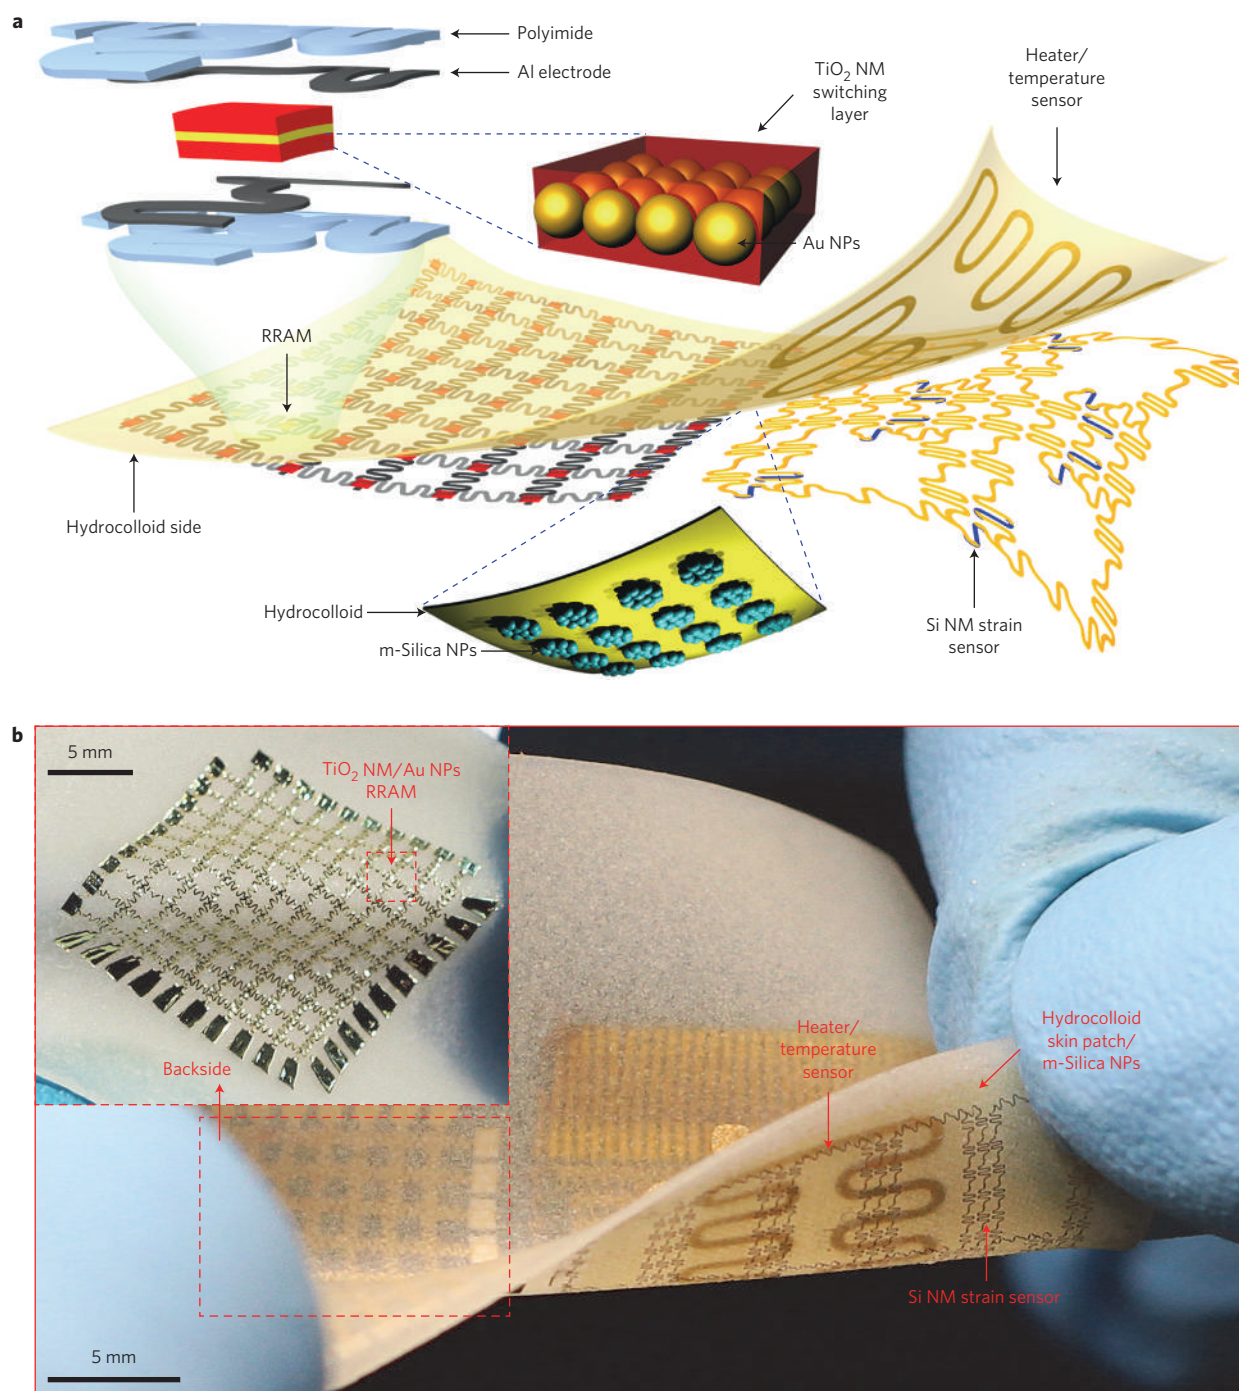 a
Polyimide
Al electrode
TiO₂ NM
switching
layer
Heater/
temperature
sensor
Au NPs
RRAM
Hydrocolloid side
Hydrocolloid
m-Silica NPs
Si NM strain
sensor
b
5 mm
TiO₂ NM/Au NPs
RRAM
Backside
Heater/
temperature
sensor
Hydrocolloid
skin patch/
m-Silica NPs
Si NM strain sensor
5 mm